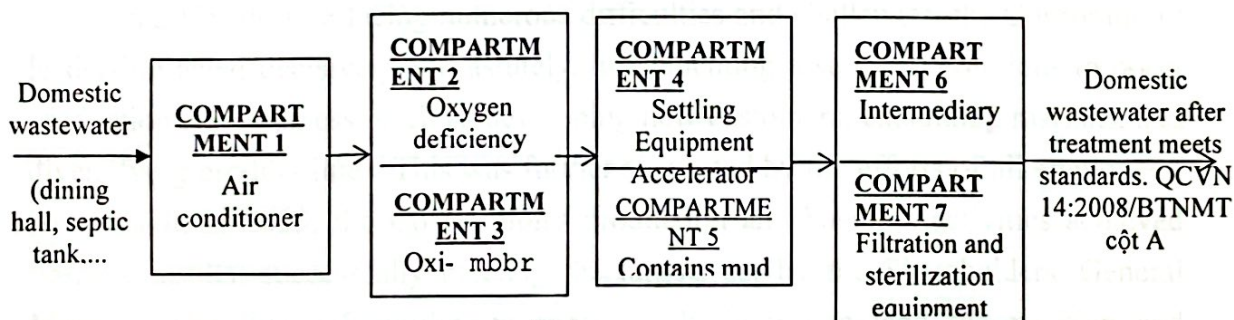 Domestic
wastewater
(dining
hall, septic
tank,...
COMPART
MENT 1
Air
conditioner
COMPARTM
ENT 2
Oxygen
deficiency
COMPARTM
ENT 3
Oxi- mbbr
COMPARTM
ENT 4
Settling
Equipment
Accelerator
COMPARTME
NT 5
Contains mud
COMPART
MENT 6
Intermediary
COMPART
MENT 7
Filtration and
sterilization
equipment
Domestic
wastewater after
treatment meets
standards. QCVN
14:2008/BTNMT
cột A